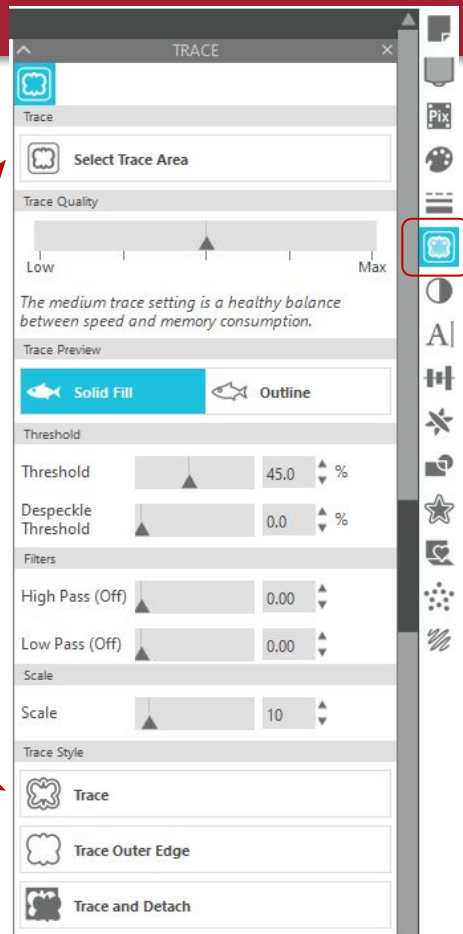 TRACE
Trace
Pix
Select Trace Area
Trace Quality
Low Max
The medium trace setting is a healthy balance
between speed and memory consumption.
Trace Preview
Solid Fill Outline
Threshold
Threshold 45.0 %
Despeckle
Threshold 0.0 %
Filters
High Pass (Off) 0.00
Low Pass (Off) 0.00
Scale
Scale 10
Trace Style
Trace
Trace Outer Edge
Trace and Detach
A